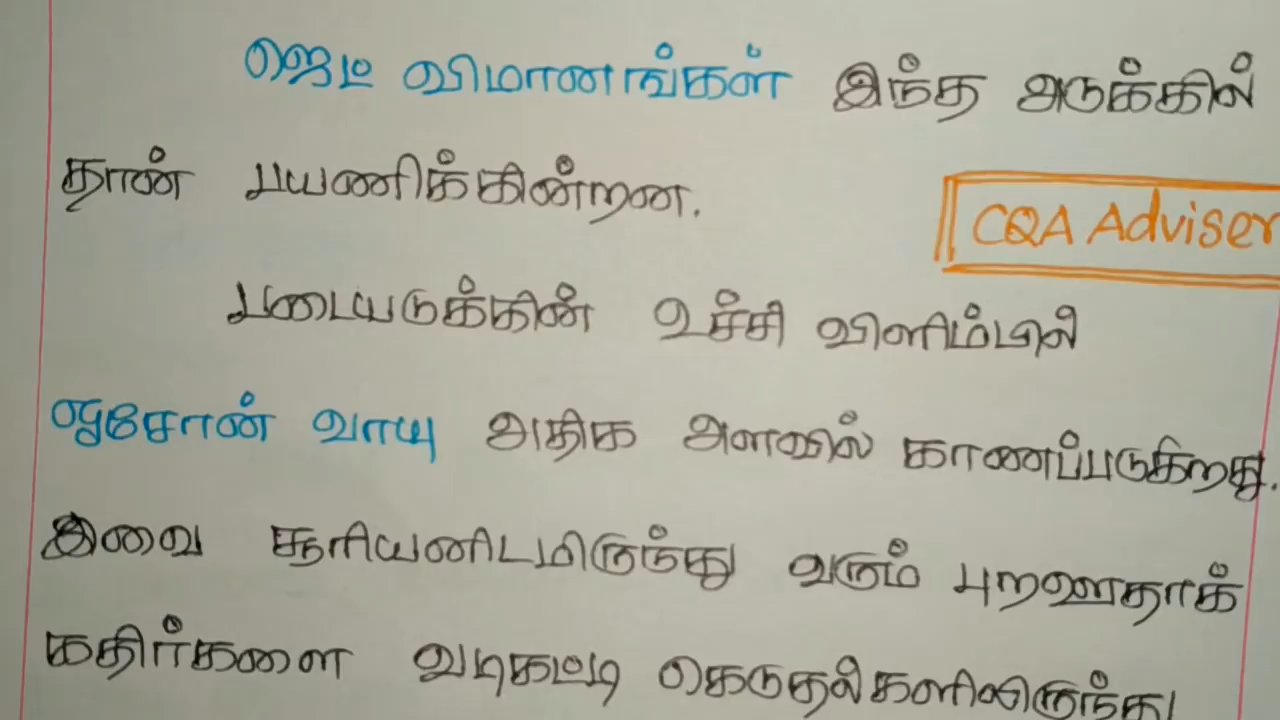 ஜெட் விமானங்கள் இந்த அடுக்கில்
தான் பயணிக்கின்றன.
CQA Adviser
படையடுக்கின் உச்சி விளிம்பில்
ஓசோன் வாயு அதிக அளவில் காணப்படுகிறது.
இவை சூரியனிடமிருந்து வரும் புறஊதாக்
கதிர்களை வடிகட்டி கெடுதல்களிலிருந்து